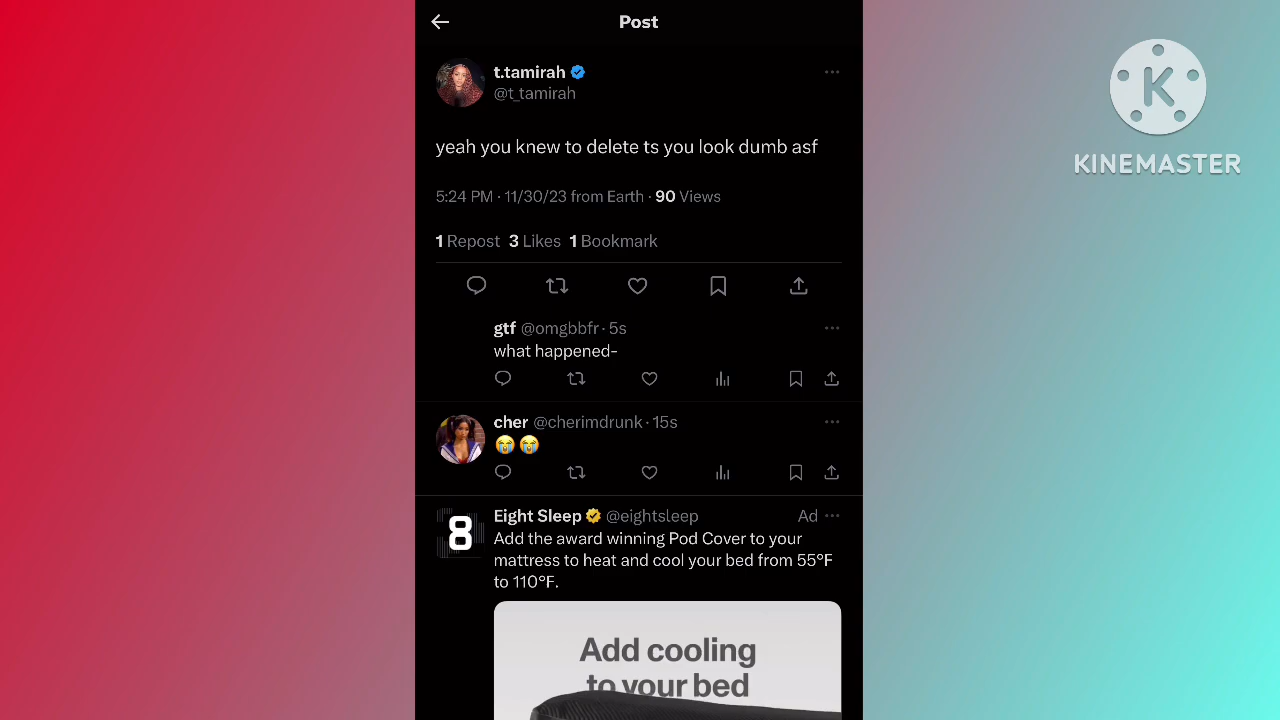 Post
t.tamirah
@t_tamirah
yeah you knew to delete ts you look dumb asf
5:24 PM · 11/30/23 from Earth · 90 Views
1 Repost 3 Likes 1 Bookmark
gtf @omgbbfr · 5s
what happened-
cher @cherimdrunk · 15s
😭😭
8
Eight Sleep @eightsleep Ad
Add the award winning Pod Cover to your
mattress to heat and cool your bed from 55°F
to 110°F.
Add cooling
to your bed
K
KINEMASTER